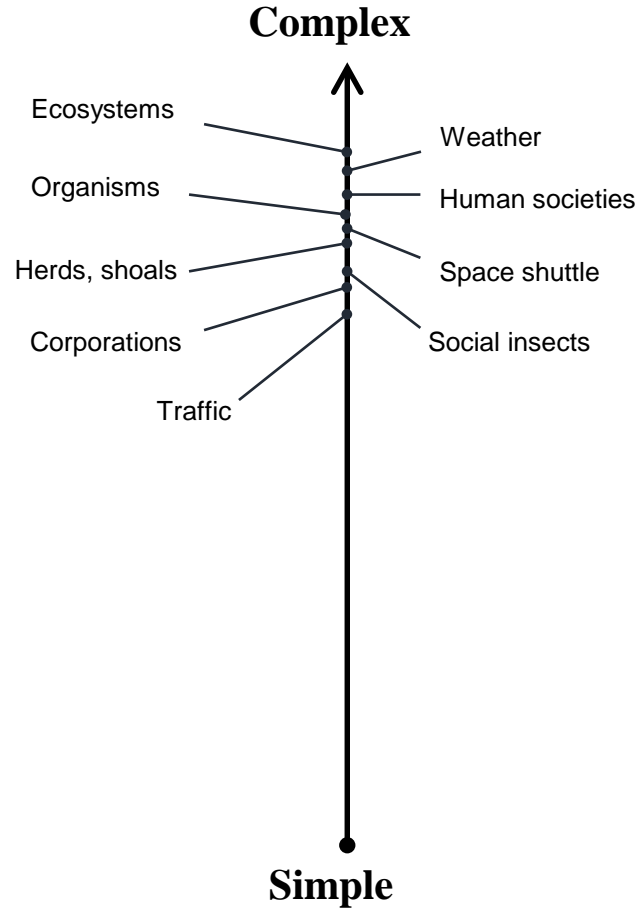 Complex
Ecosystems
Weather
Organisms
Human societies
Herds, shoals
Space shuttle
Corporations
Social insects
Traffic
Simple